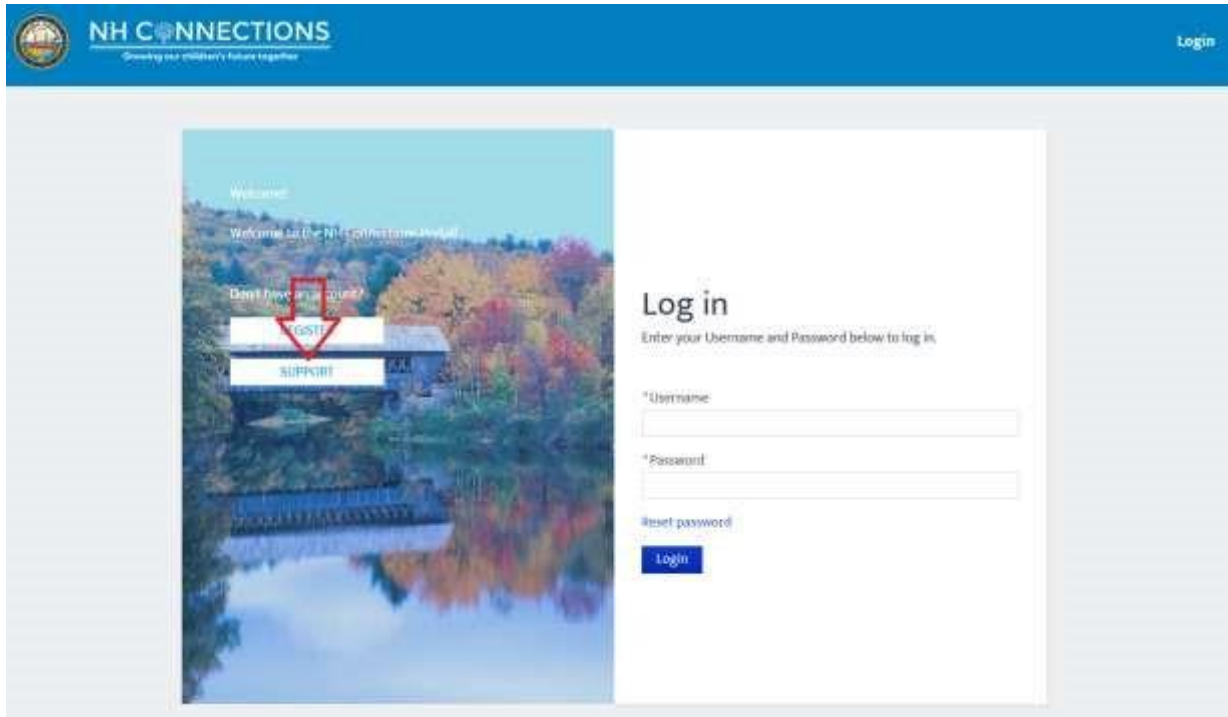 NH CONNECTIONS
Growing our children's future together
Login
Welcome!
Welcome to the NH Connections Portal!
Don't have an account?
REGISTER
SUPPORT
Log in
Enter your Username and Password below to log in.
*Username
*Password
Reset password
Login